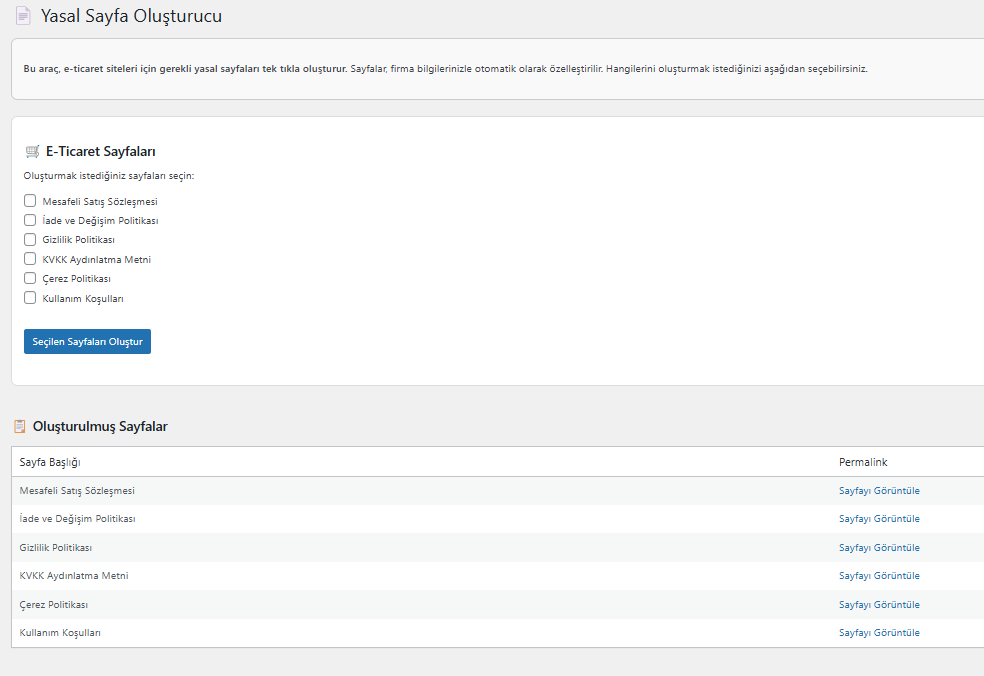 Yasal Sayfa Oluşturucu
Bu araç, e-ticaret siteleri için gerekli yasal sayfaları tek tıkla oluşturur. Sayfalar, firma bilgilerinizle otomatik olarak özelleştirilir. Hangilerini oluşturmak istediğinizi aşağıdan seçebilirsiniz.
E-Ticaret Sayfaları
Oluşturmak istediğiniz sayfaları seçin:
Mesafeli Satış Sözleşmesi
İade ve Değişim Politikası
Gizlilik Politikası
KVKK Aydınlatma Metni
Çerez Politikası
Kullanım Koşulları
Seçilen Sayfaları Oluştur
Oluşturulmuş Sayfalar
Sayfa Başlığı Permalink
Mesafeli Satış Sözleşmesi Sayfayı Görüntüle
İade ve Değişim Politikası Sayfayı Görüntüle
Gizlilik Politikası Sayfayı Görüntüle
KVKK Aydınlatma Metni Sayfayı Görüntüle
Çerez Politikası Sayfayı Görüntüle
Kullanım Koşulları Sayfayı Görüntüle